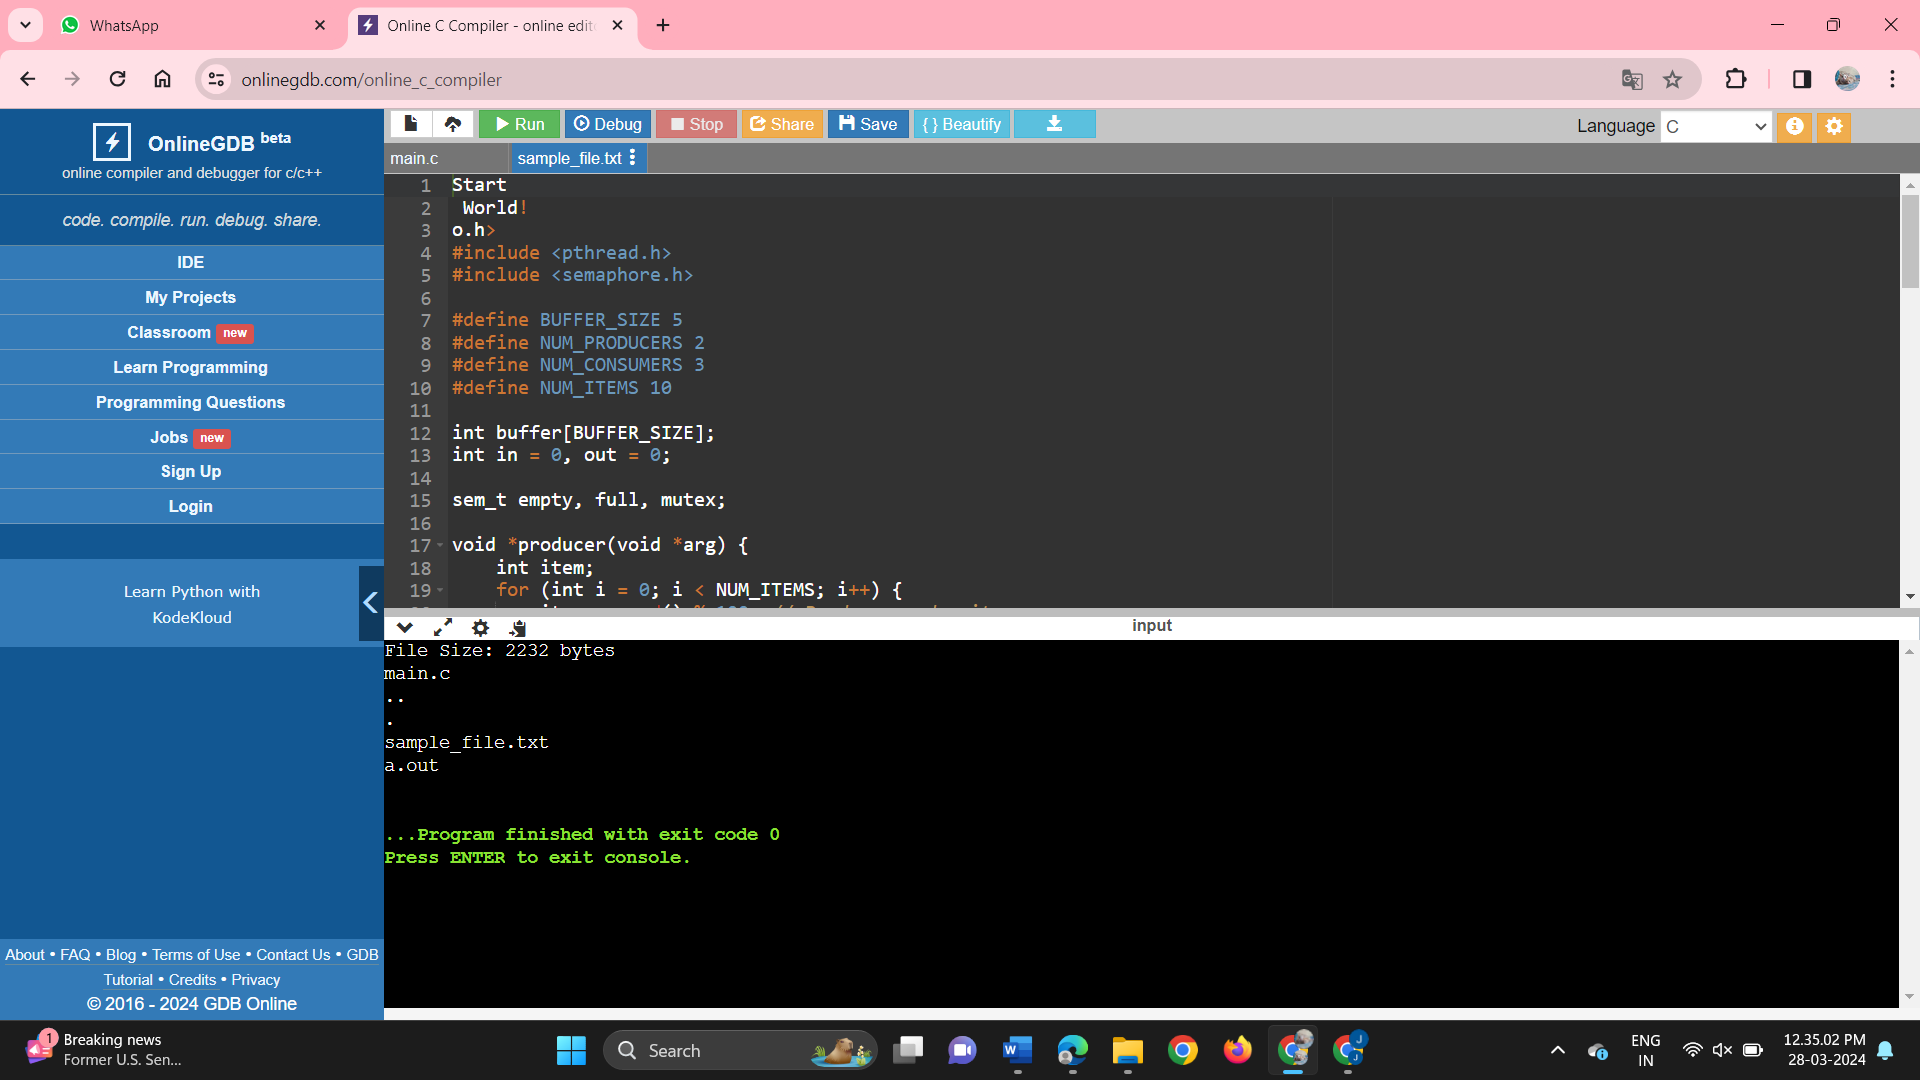 WhatsApp
Online C Compiler - online edit
onlinegdb.com/online_c_compiler
OnlineGDB beta
online compiler and debugger for c/c++
code. compile. run. debug. share.
IDE
My Projects
Classroom new
Learn Programming
Programming Questions
Jobs new
Sign Up
Login
Learn Python with
KodeKloud
About • FAQ • Blog • Terms of Use • Contact Us • GDB
Tutorial • Credits • Privacy
© 2016 - 2024 GDB Online
Run Debug Stop Share Save { } Beautify
Language C
main.c sample_file.txt
1 Start
2  World!
3 o.h>
4 #include <pthread.h>
5 #include <semaphore.h>
6
7 #define BUFFER_SIZE 5
8 #define NUM_PRODUCERS 2
9 #define NUM_CONSUMERS 3
10 #define NUM_ITEMS 10
11
12 int buffer[BUFFER_SIZE];
13 int in = 0, out = 0;
14
15 sem_t empty, full, mutex;
16
17 void *producer(void *arg) {
18     int item;
19     for (int i = 0; i < NUM_ITEMS; i++) {
input
File Size: 2232 bytes
main.c
..
.
sample_file.txt
a.out
...Program finished with exit code 0
Press ENTER to exit console.
1
Breaking news
Former U.S. Sen...
Search
ENG
IN
12.35.02 PM
28-03-2024